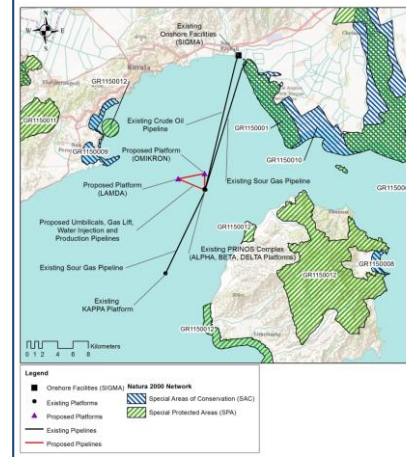 N
W
E
S
Existing
Onshore Facilities
(SIGMA)
Kavala
GR1150012
GR1150011
Existing Crude Oil
Pipeline
Proposed Platform
(OMIKRON)
GR1150001
GR1150009
GR1150010
Proposed Platform
(LAMDA)
Existing Sour Gas Pipeline
Proposed Umbilicals, Gas Lift,
Water Injection and
Production Pipelines
GR1150012
Existing PRINOS Complex
(ALPHA, BETA, DELTA Platforms)
Existing Sour Gas Pipeline
GR1150012
GR1150008
Existing
KAPPA Platform
GR1150012
Kilometers
0 1 2 4 6 8
Legend
Onshore Facilities (SIGMA)
Existing Platforms
Proposed Platforms
Existing Pipelines
Proposed Pipelines
Natura 2000 Network
Special Areas of Conservation (SAC)
Special Protected Areas (SPA)